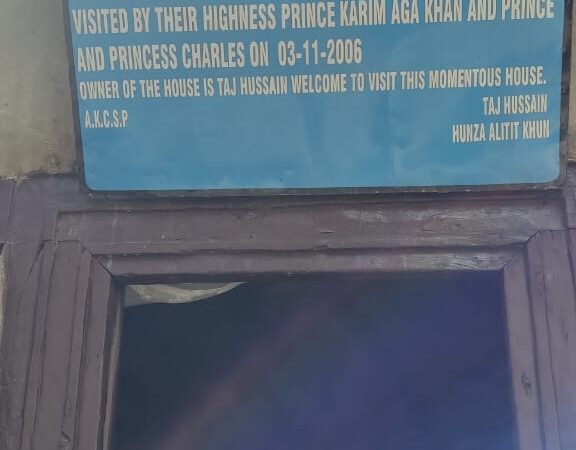 VISITED BY THEIR HIGHNESS PRINCE KARIM AGA KHAN AND PRINCE
AND PRINCESS CHARLES ON 03-11-2006
OWNER OF THE HOUSE IS TAJ HUSSAIN WELCOME TO VISIT THIS MOMENTOUS HOUSE.
A.K.C.S.P
TAJ HUSSAIN
HUNZA ALITIT KHUN